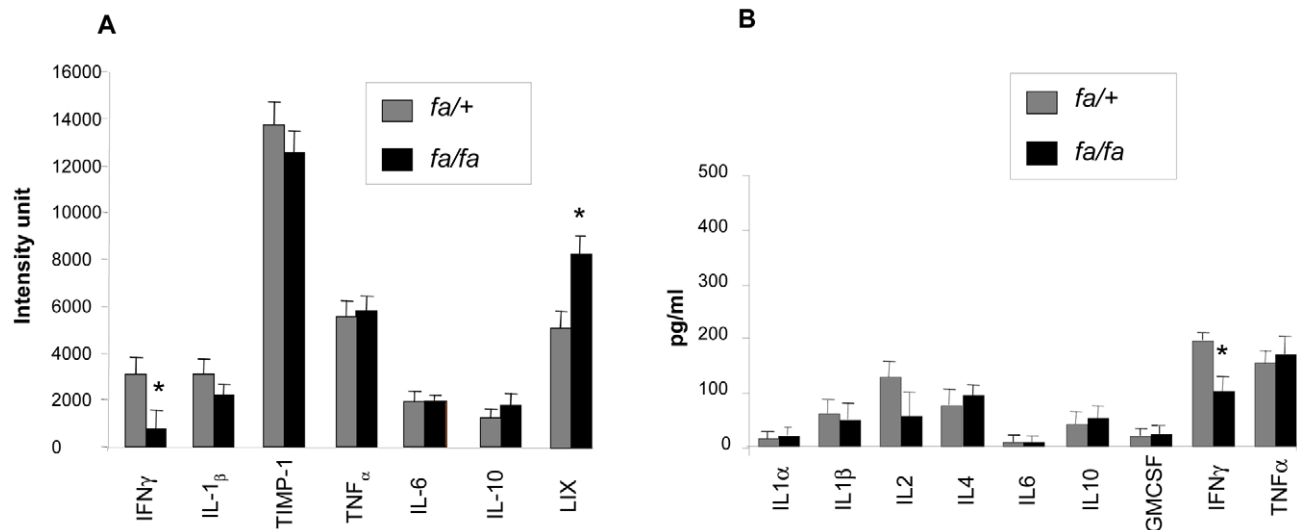 A
16000
14000
12000
10000
8000
6000
4000
2000
0
Intensity unit
fa/+
fa/fa
*
*
IFNγ
IL-1β
TIMP-1
TNFα
IL-6
IL-10
LIX
B
500
400
300
200
100
0
pg/ml
fa/+
fa/fa
*
IL1α
IL1β
IL2
IL4
IL6
IL10
GMCSF
IFNγ
TNFα